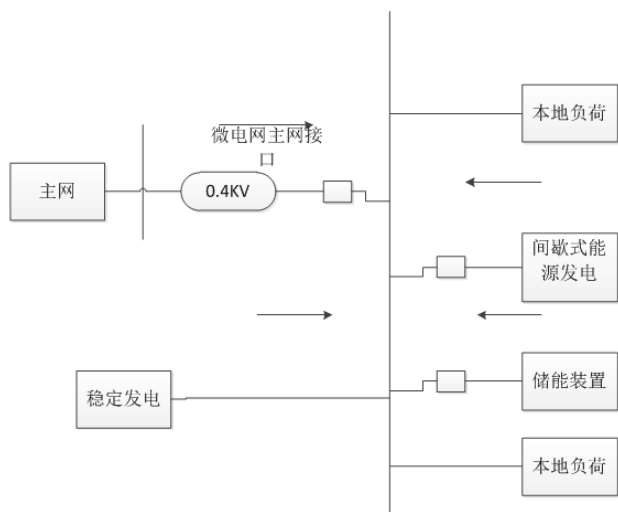 本地负荷
微电网主网接
口
主网
0.4KV
间歇式能
源发电
储能装置
稳定发电
本地负荷